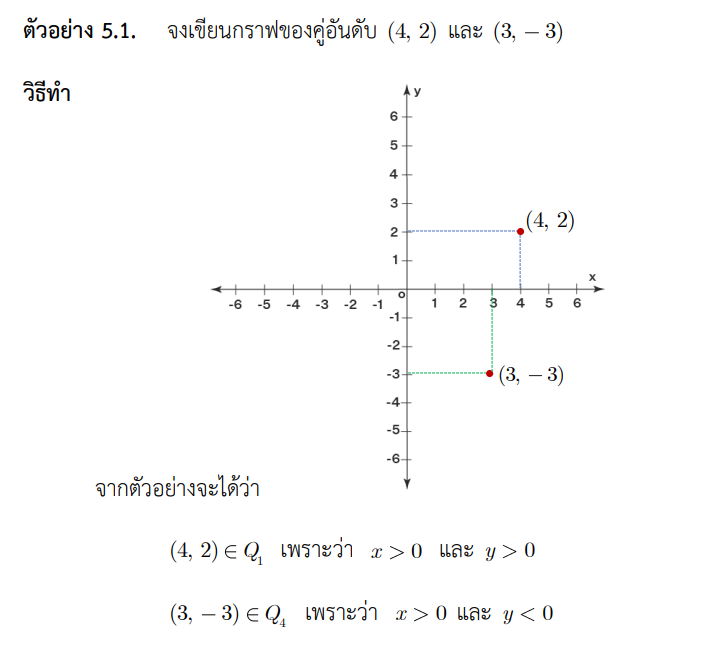 ตัวอย่าง 5.1. จงเขียนกราฟของคู่อันดับ (4, 2) และ (3, − 3)
วิธีทำ
y
6
5
4
3
2
(4, 2)
1
x
O
-6 -5 -4 -3 -2 -1 1 2 3 4 5 6
-1
-2
-3
(3, − 3)
-4
-5
-6
จากตัวอย่างจะได้ว่า
(4, 2) ∈ Q₁ เพราะว่า x > 0 และ y > 0
(3, − 3) ∈ Q₄ เพราะว่า x > 0 และ y < 0